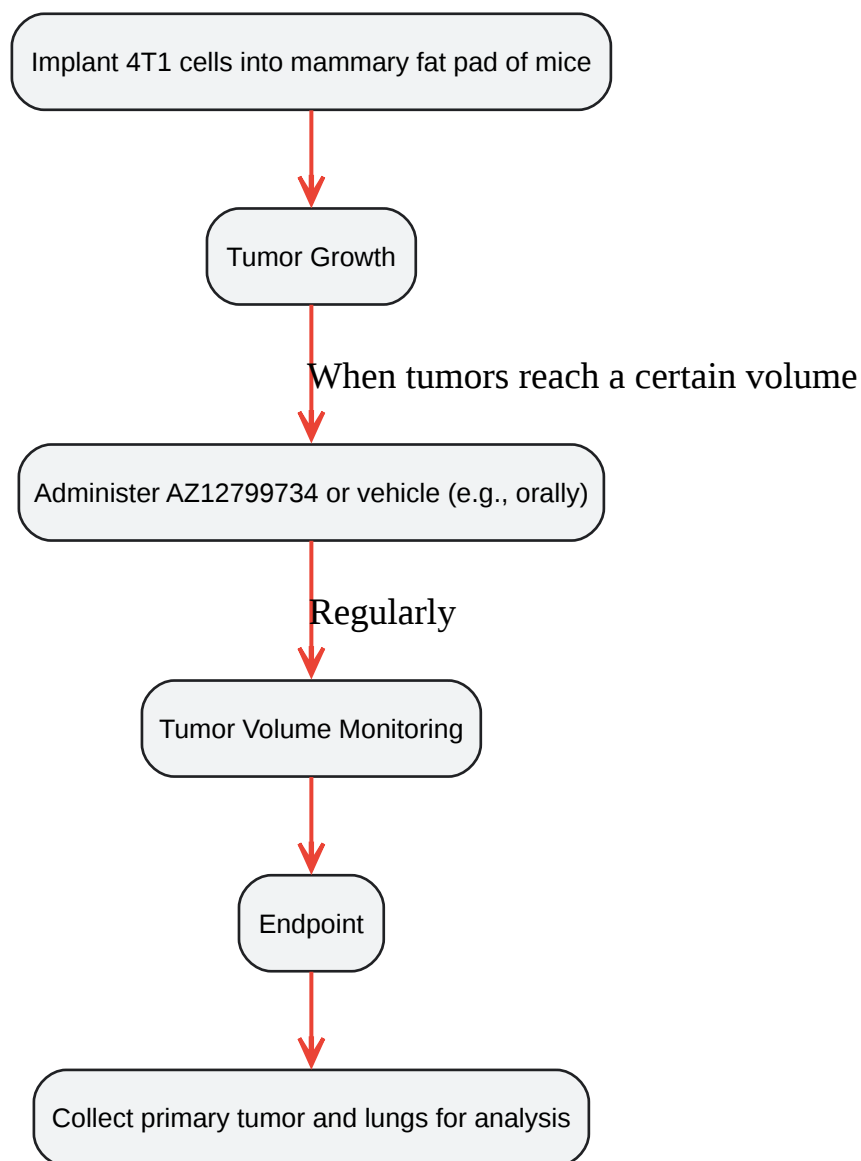 Implant 4T1 cells into mammary fat pad of mice
Tumor Growth
When tumors reach a certain volume
Administer AZ12799734 or vehicle (e.g., orally)
Regularly
Tumor Volume Monitoring
Endpoint
Collect primary tumor and lungs for analysis